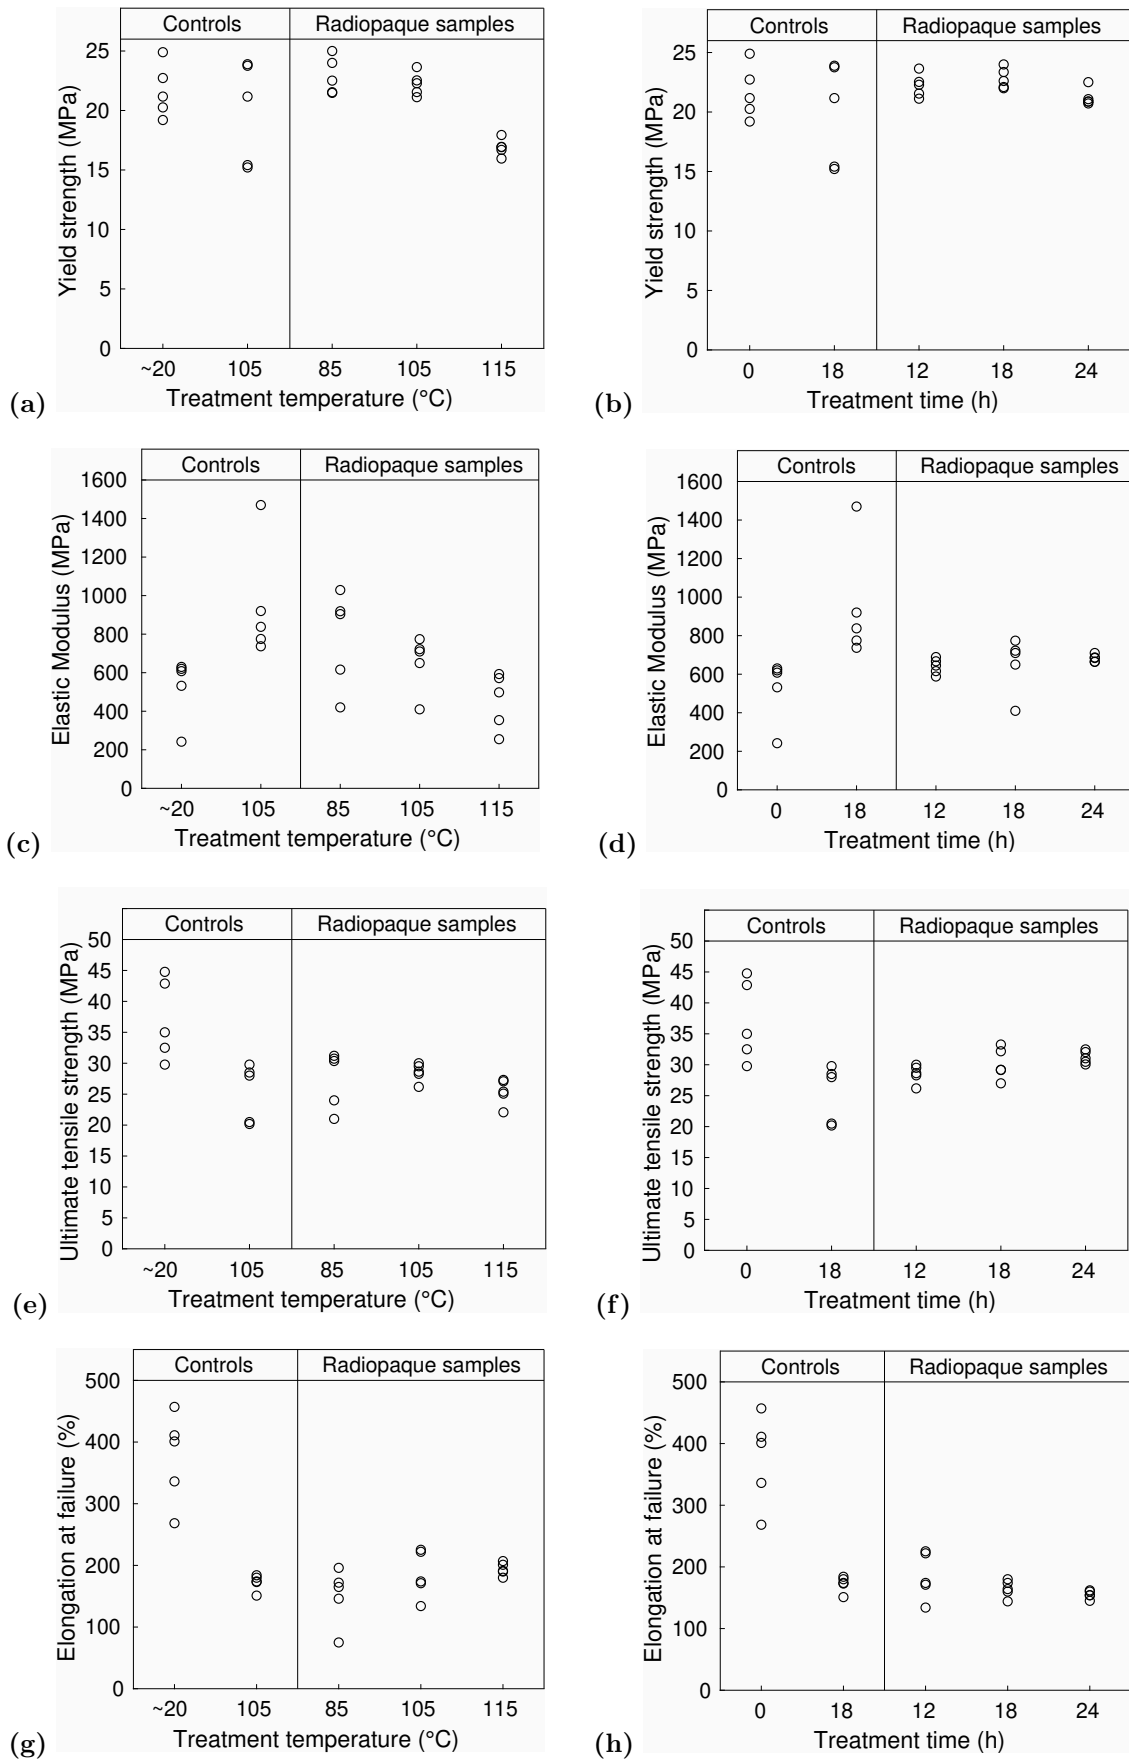 Controls Radiopaque samples
25
20
15
10
5
0
Yield strength (MPa)
~20 105 85 105 115
Treatment temperature (°C)
(a)
Controls Radiopaque samples
25
20
15
10
5
0
Yield strength (MPa)
0 18 12 18 24
Treatment time (h)
(b)
Controls Radiopaque samples
1600
1400
1200
1000
800
600
400
200
0
Elastic Modulus (MPa)
~20 105 85 105 115
Treatment temperature (°C)
(c)
Controls Radiopaque samples
1600
1400
1200
1000
800
600
400
200
0
Elastic Modulus (MPa)
0 18 12 18 24
Treatment time (h)
(d)
Controls Radiopaque samples
50
45
40
35
30
25
20
15
10
5
0
Ultimate tensile strength (MPa)
~20 105 85 105 115
Treatment temperature (°C)
(e)
Controls Radiopaque samples
50
45
40
35
30
25
20
15
10
5
0
Ultimate tensile strength (MPa)
0 18 12 18 24
Treatment time (h)
(f)
Controls Radiopaque samples
500
400
300
200
100
0
Elongation at failure (%)
~20 105 85 105 115
Treatment temperature (°C)
(g)
Controls Radiopaque samples
500
400
300
200
100
0
Elongation at failure (%)
0 18 12 18 24
Treatment time (h)
(h)